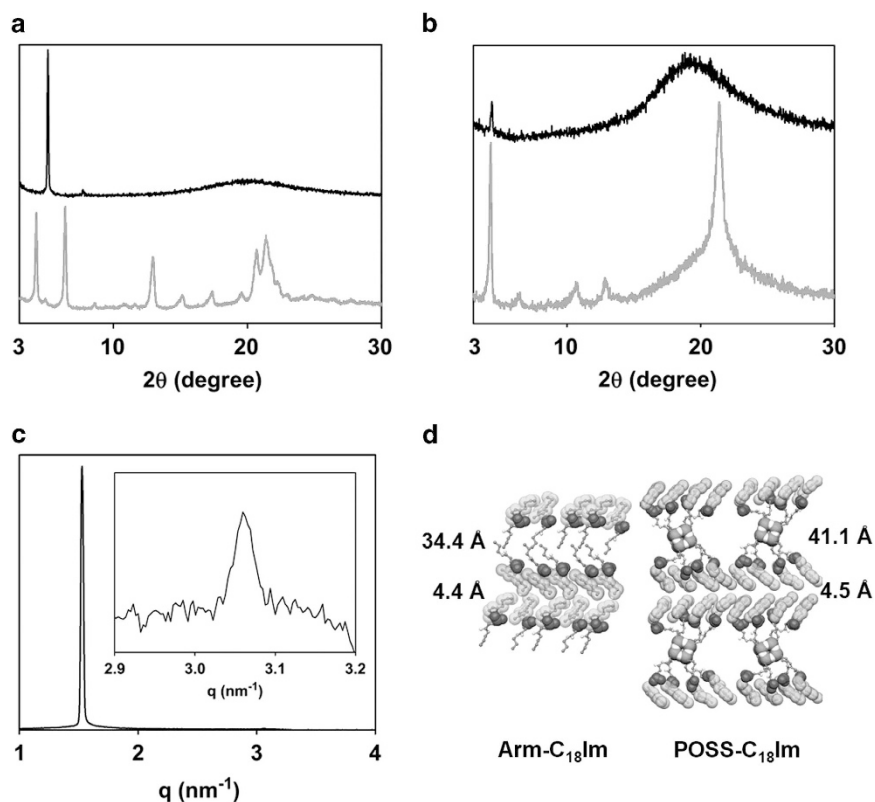 a
3
10
20
30
2θ (degree)
b
3
10
20
30
2θ (degree)
c
2.9
3.0
3.1
3.2
q (nm⁻¹)
1
2
3
4
q (nm⁻¹)
d
34.4 Å
4.4 Å
41.1 Å
4.5 Å
Arm-C₁₈Im
POSS-C₁₈Im